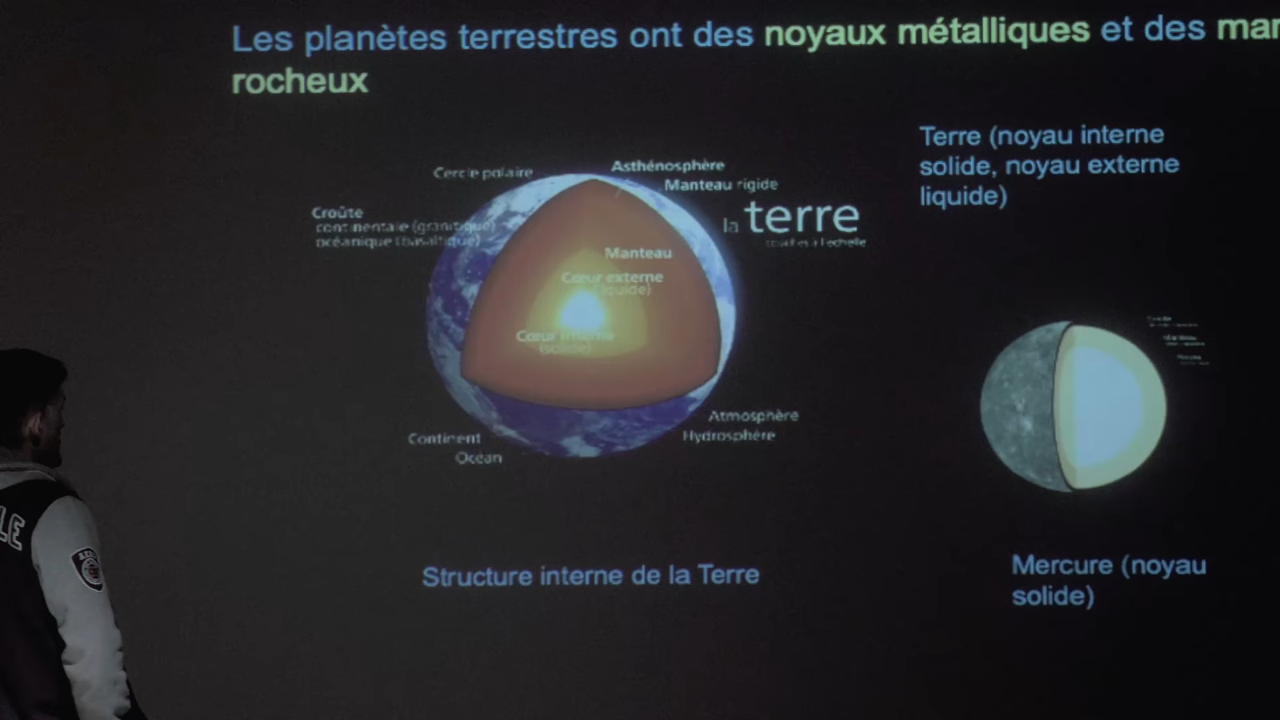 Les planètes terrestres ont des noyaux métalliques et des
rocheux
Terre (noyau interne
solide, noyau externe
liquide)
Cercle polaire
Asthénosphère
Manteau rigide
la terre
Croûte
continentale (granitique)
océanique (basaltique)
Manteau
Cœur externe
(liquide)
Cœur interne
(solide)
Atmosphère
Hydrosphère
Continent
Océan
Structure interne de la Terre
Mercure (noyau
solide)